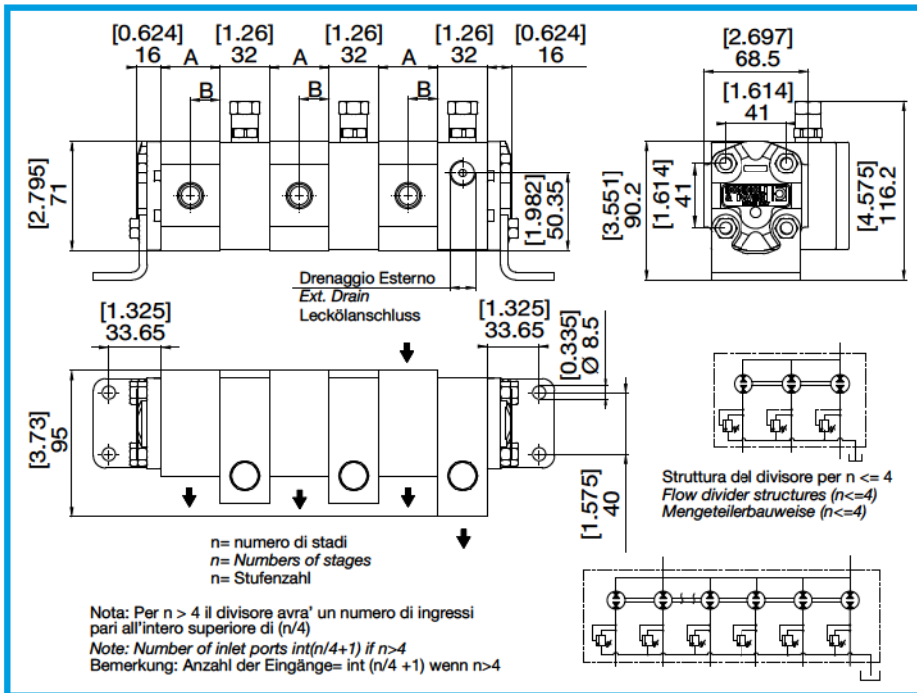 [0.624]
16
A
[1.26]
32
A
[1.26]
32
A
[1.26]
32
[0.624]
16
B
B
B
[2.795]
71
[1.982]
50.35
Drenaggio Esterno
Ext. Drain
Leckölanschluss
[2.697]
68.5
[1.614]
41
[3.551]
90.2
[1.614]
41
[4.575]
116.2
[1.325]
33.65
[1.325]
33.65
[0.335]
Ø 8.5
[3.73]
95
[1.575]
40
n= numero di stadi
n= Numbers of stages
n= Stufenzahl
Struttura del divisore per n <= 4
Flow divider structures (n<=4)
Mengeteilerbauweise (n<=4)
Nota: Per n > 4 il divisore avra' un numero di ingressi
pari all'intero superiore di (n/4)
Note: Number of inlet ports int(n/4+1) if n>4
Bemerkung: Anzahl der Eingänge= int (n/4 +1) wenn n>4